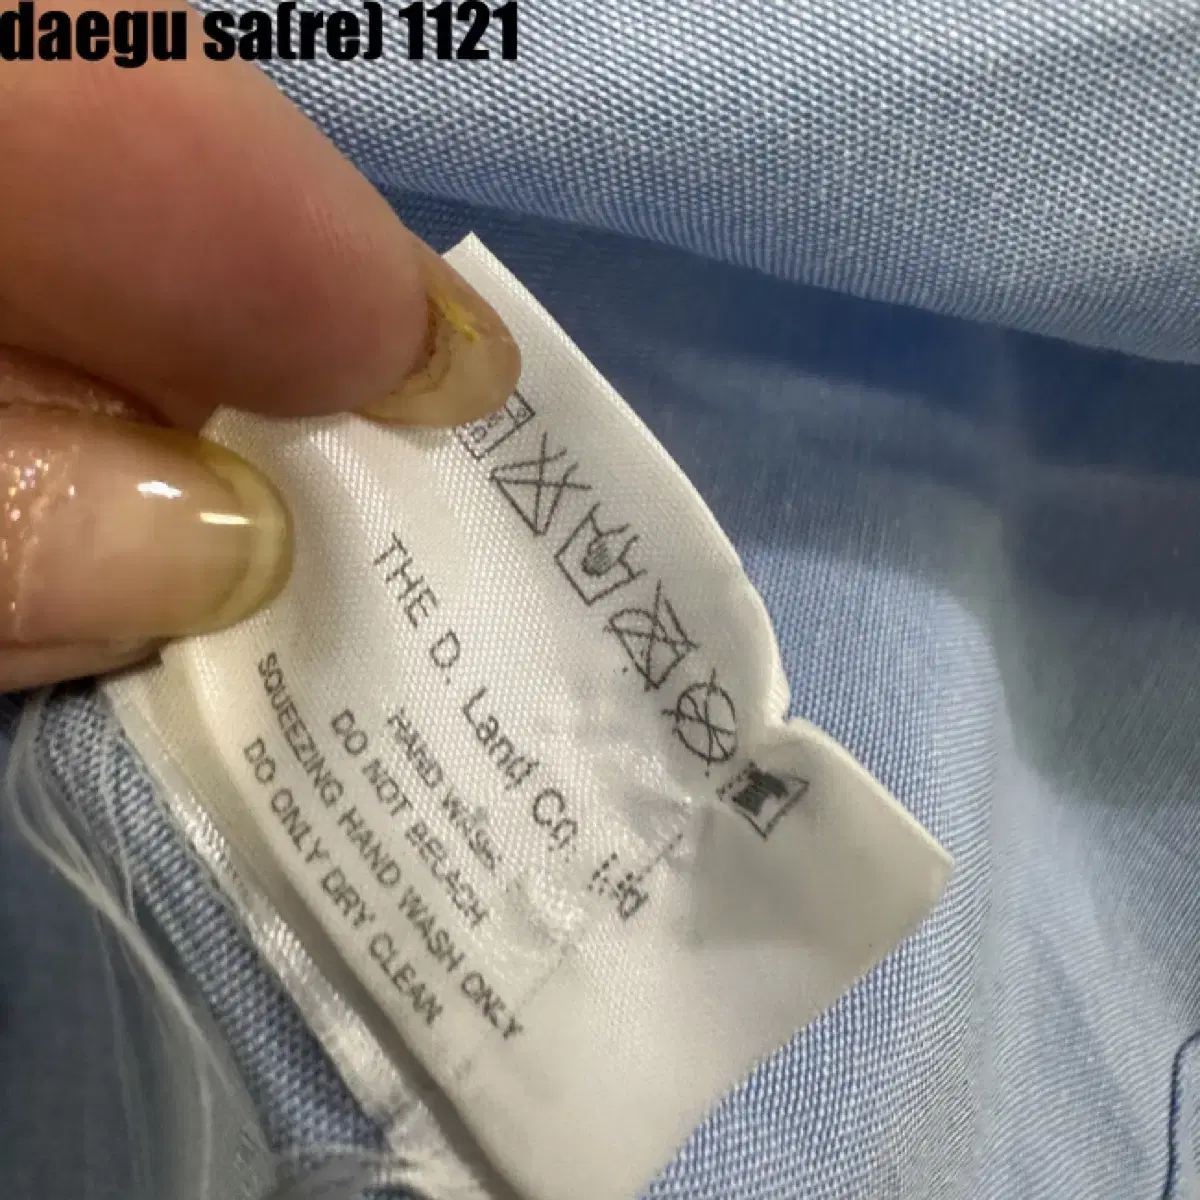 daegu sa(re) 1121
THE D. Land Co. Ltd
HAND WASH
DO NOT BELACH
SQUEEZING HAND WASH ONLY
DO ONLY DRY CLEAN